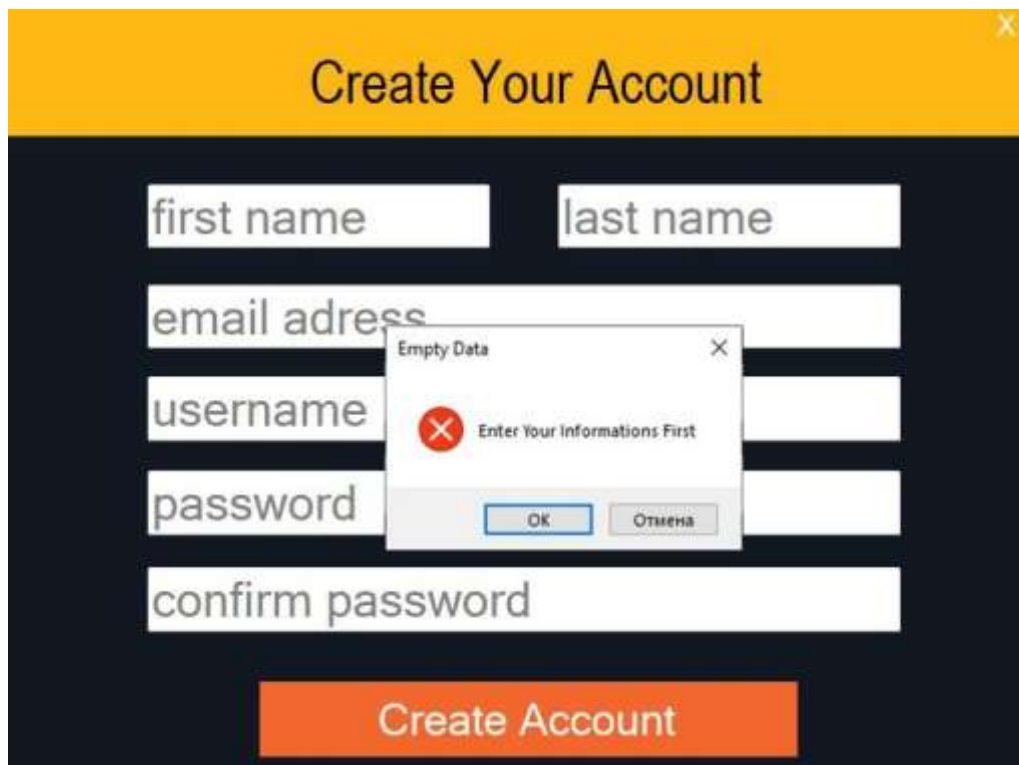 X
Create Your Account
first name last name
email adress
Empty Data
username
Enter Your Informations First
password
OK Отмена
confirm password
Create Account